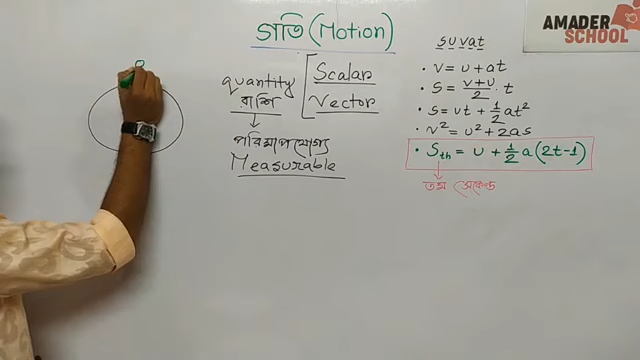 গতি (Motion)
quantity
রাশি
পরিমাপযোগ্য
Measurable
Scalar
Vector
suvat
• v = u + at
• s = v+u/2 · t
• s = ut + 1/2 at²
• v² = u² + 2as
• Sth = u + 1/2 a (2t-1)
তম সেকেন্ড
AMADER
SCHOOL